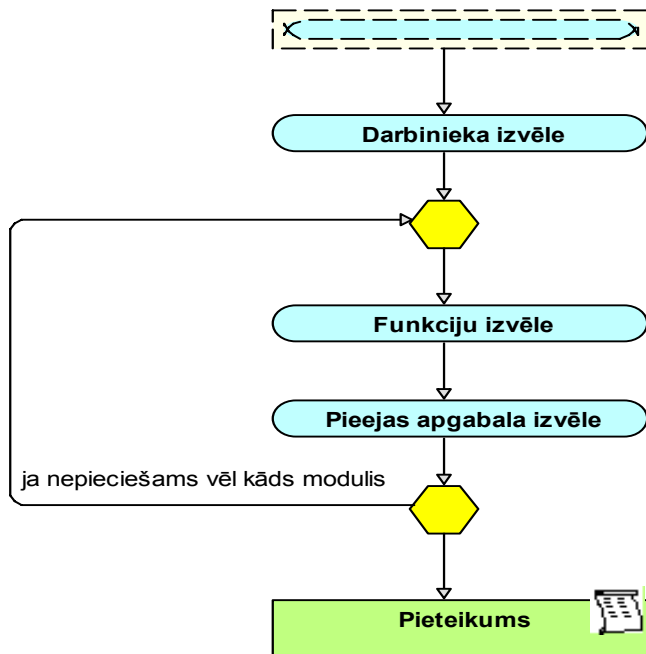 Darbinieka izvēle
Funkciju izvēle
Pieejas apgabala izvēle
ja nepieciešams vēl kāds modulis
Pieteikums